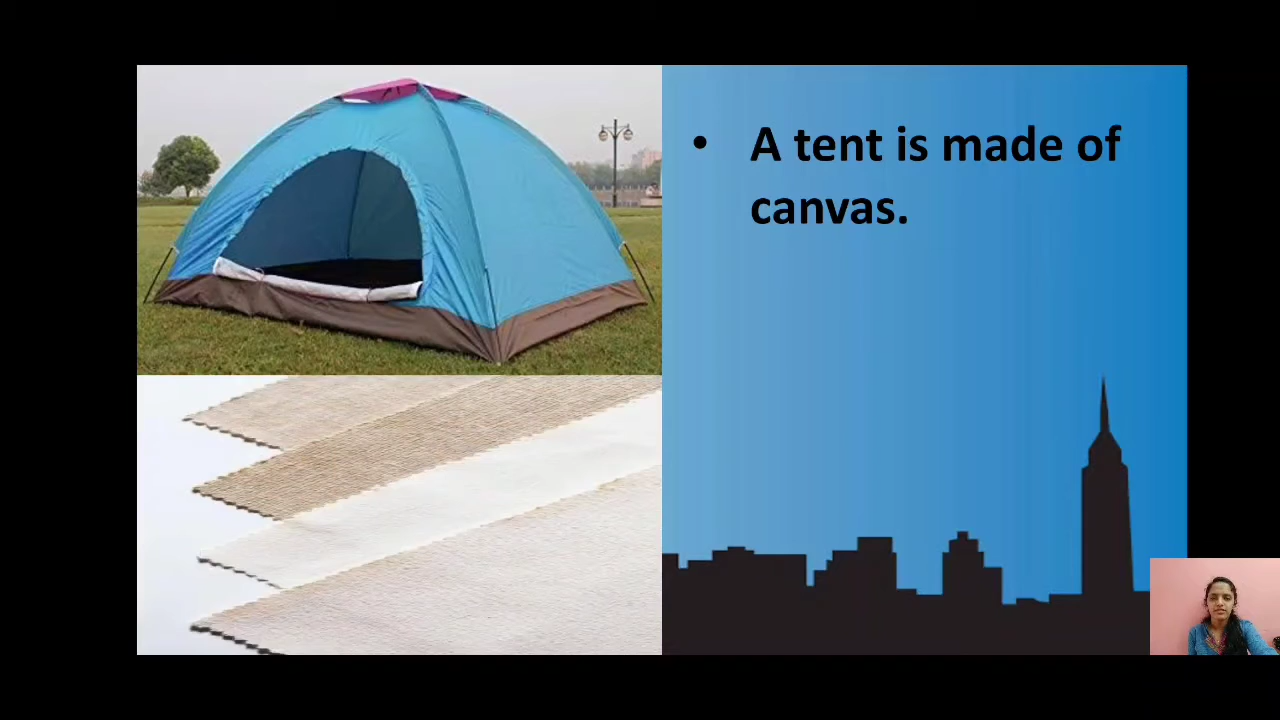 • A tent is made of
canvas.